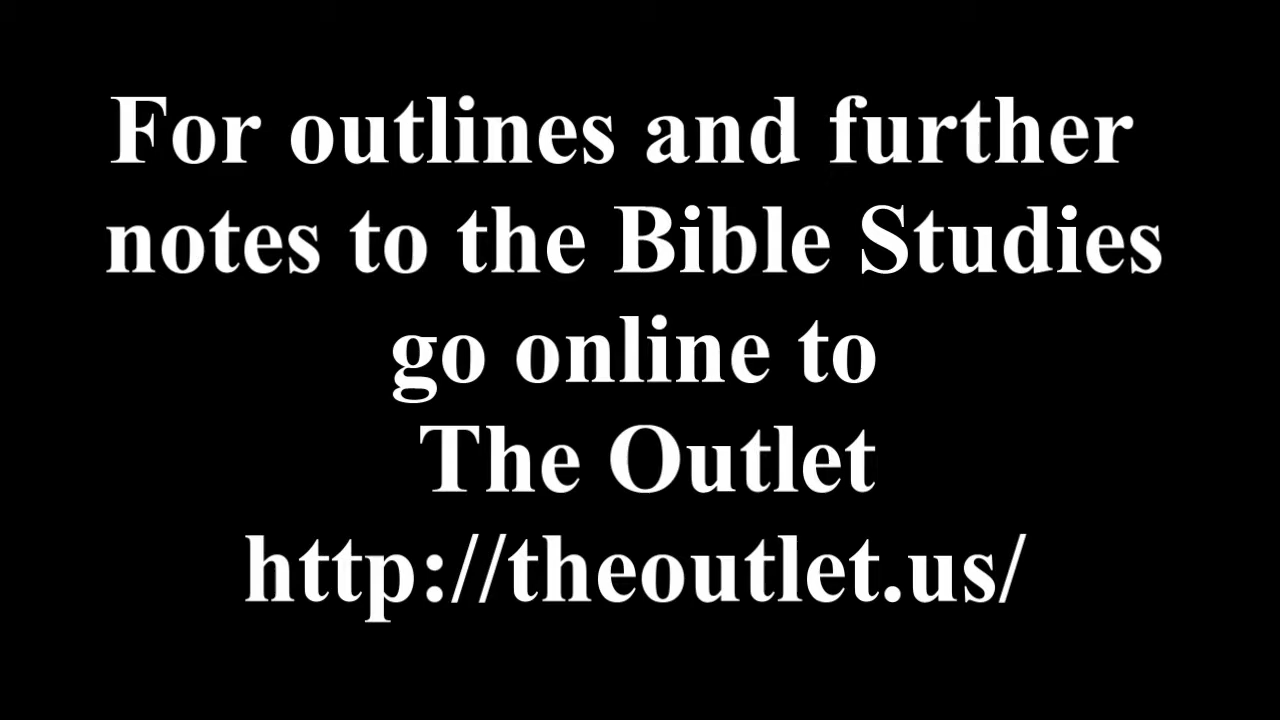 For outlines and further
notes to the Bible Studies
go online to
The Outlet
http://theoutlet.us/